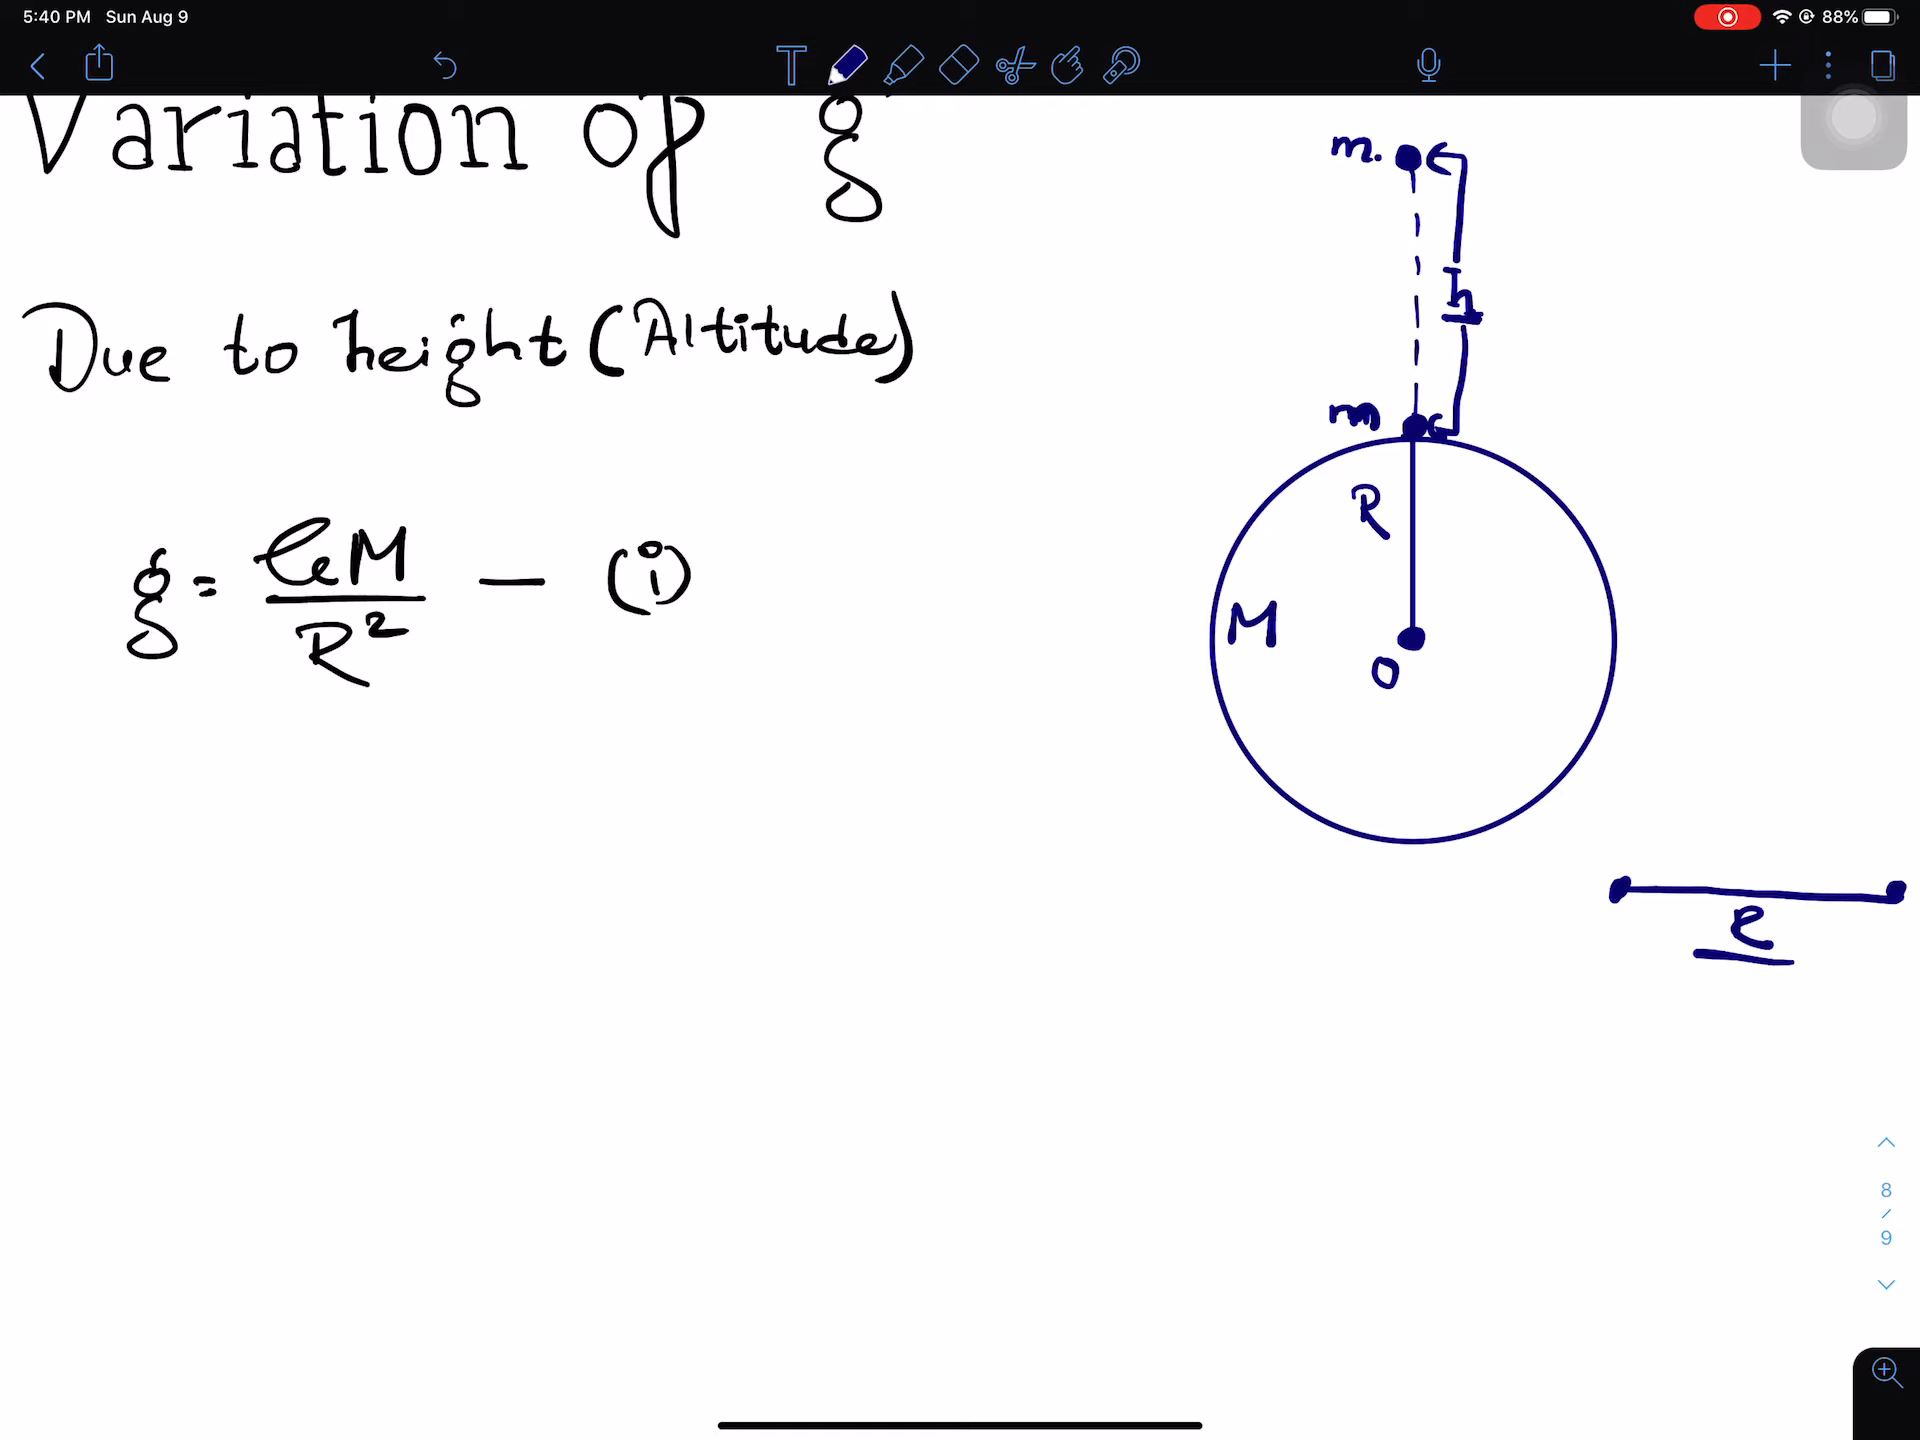 5:40 PM Sun Aug 9
88%
Variation of g
Due to height (Altitude)
g = GM/R² — (i)
m.
h
m
R
M
O
8
/
9